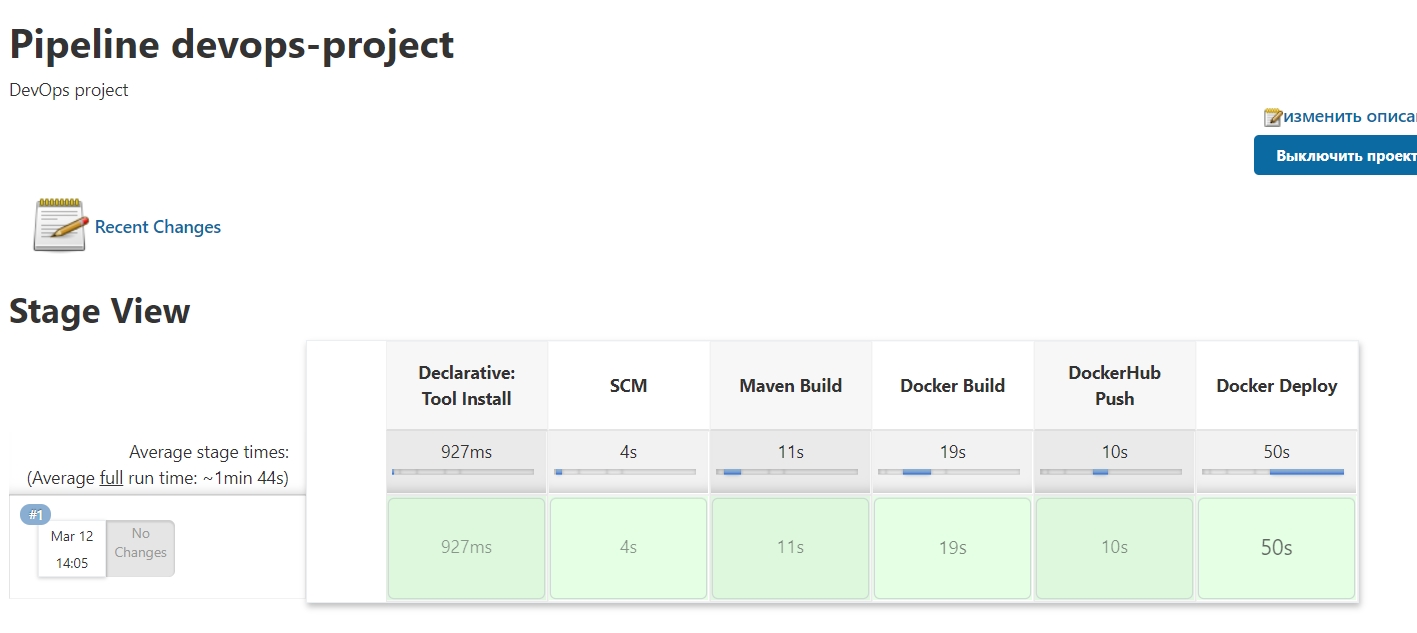 Pipeline devops-project
DevOps project
изменить описа
Выключить проект
Recent Changes
Stage View
Declarative:
Tool Install
SCM
Maven Build
Docker Build
DockerHub
Push
Docker Deploy
Average stage times:
(Average full run time: ~1min 44s)
927ms
4s
11s
19s
10s
50s
#1
Mar 12
14:05
No
Changes
927ms
4s
11s
19s
10s
50s